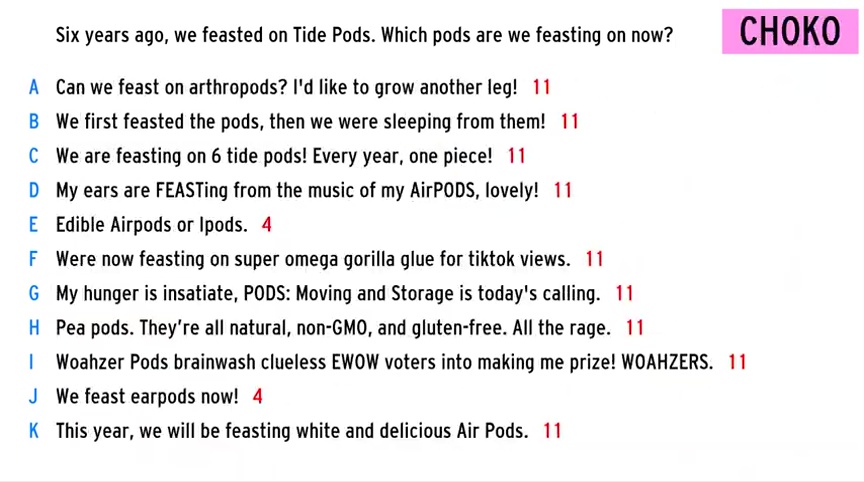 Six years ago, we feasted on Tide Pods. Which pods are we feasting on now?
CHOKO
A Can we feast on arthropods? I'd like to grow another leg! 11
B We first feasted the pods, then we were sleeping from them! 11
C We are feasting on 6 tide pods! Every year, one piece! 11
D My ears are FEASTing from the music of my AirPODS, lovely! 11
E Edible Airpods or Ipods. 4
F Were now feasting on super omega gorilla glue for tiktok views. 11
G My hunger is insatiate, PODS: Moving and Storage is today's calling. 11
H Pea pods. They're all natural, non-GMO, and gluten-free. All the rage. 11
I Woahzer Pods brainwash clueless EWOW voters into making me prize! WOAHZERS. 11
J We feast earpods now! 4
K This year, we will be feasting white and delicious Air Pods. 11